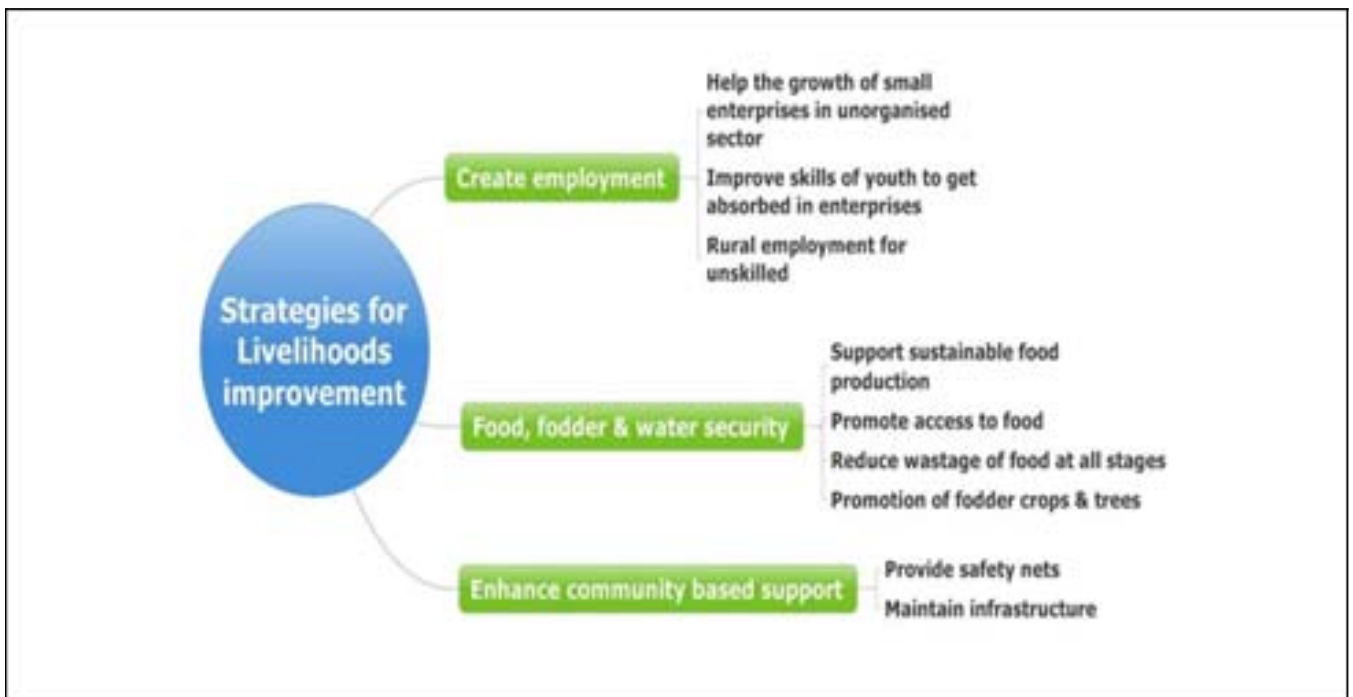 Strategies for
Livelihoods
improvement
Create employment
Help the growth of small
enterprises in unorganised
sector
Improve skills of youth to get
absorbed in enterprises
Rural employment for
unskilled
Food, fodder & water security
Support sustainable food
production
Promote access to food
Reduce wastage of food at all stages
Promotion of fodder crops & trees
Enhance community based support
Provide safety nets
Maintain infrastructure